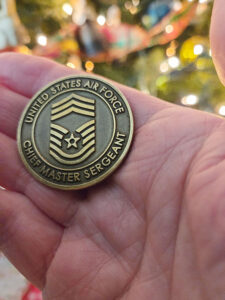 UNITED STATES AIR FORCE
CHIEF MASTER SERGEANT